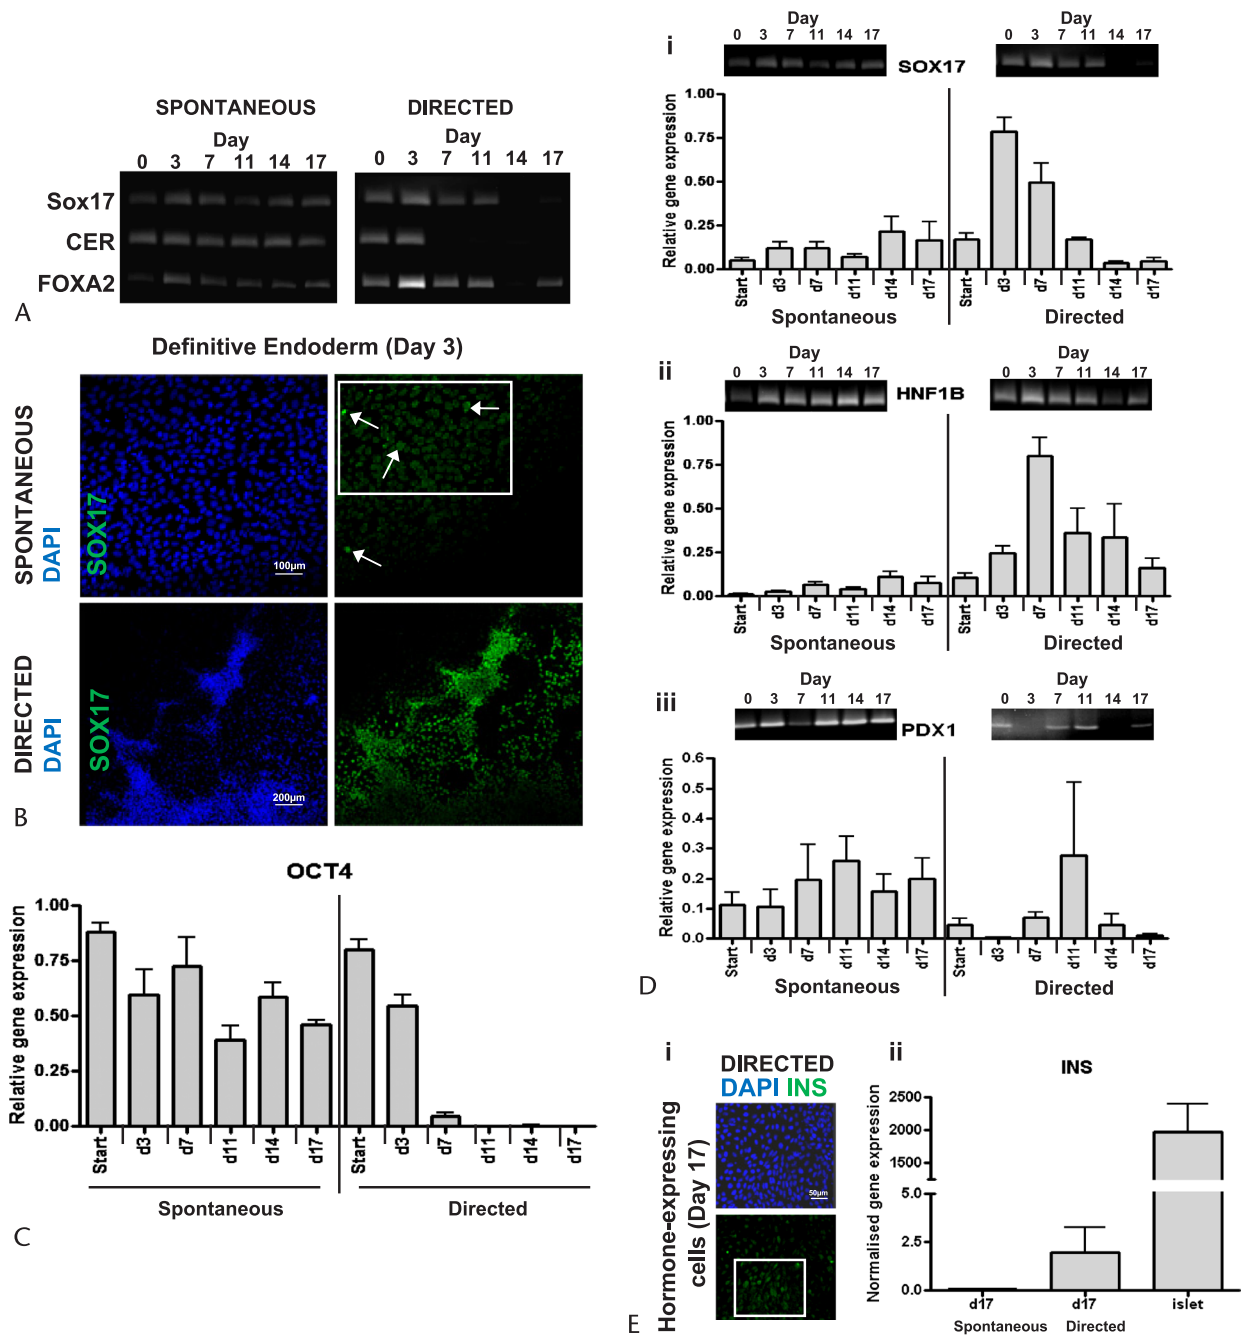 SPONTANEOUS DIRECTED
Day Day
0 3 7 11 14 17 0 3 7 11 14 17
Sox17
CER
FOXA2
A
Definitive Endoderm (Day 3)
SPONTANEOUS
DAPI
SOX17
100µm
DIRECTED
DAPI
SOX17
200µm
B
OCT4
Relative gene expression
1.00
0.75
0.50
0.25
0.00
Start d3 d7 d11 d14 d17 Start d3 d7 d11 d14 d17
Spontaneous Directed
C
i
Day Day
0 3 7 11 14 17 0 3 7 11 14 17
SOX17
Relative gene expression
1.00
0.75
0.50
0.25
0.00
Start d3 d7 d11 d14 d17 Start d3 d7 d11 d14 d17
Spontaneous Directed
ii
Day Day
0 3 7 11 14 17 0 3 7 11 14 17
HNF1B
Relative gene expression
1.00
0.75
0.50
0.25
0.00
Start d3 d7 d11 d14 d17 Start d3 d7 d11 d14 d17
Spontaneous Directed
iii
Day Day
0 3 7 11 14 17 0 3 7 11 14 17
PDX1
Relative gene expression
0.6
0.5
0.4
0.3
0.2
0.1
0.0
Start d3 d7 d11 d14 d17 Start d3 d7 d11 d14 d17
Spontaneous Directed
D
i
DIRECTED
DAPI INS
Hormone-expressing
cells (Day 17)
50µm
ii
INS
Normalised gene expression
2500
2000
1500
5.0
2.5
0.0
d17 d17 islet
Spontaneous Directed
E